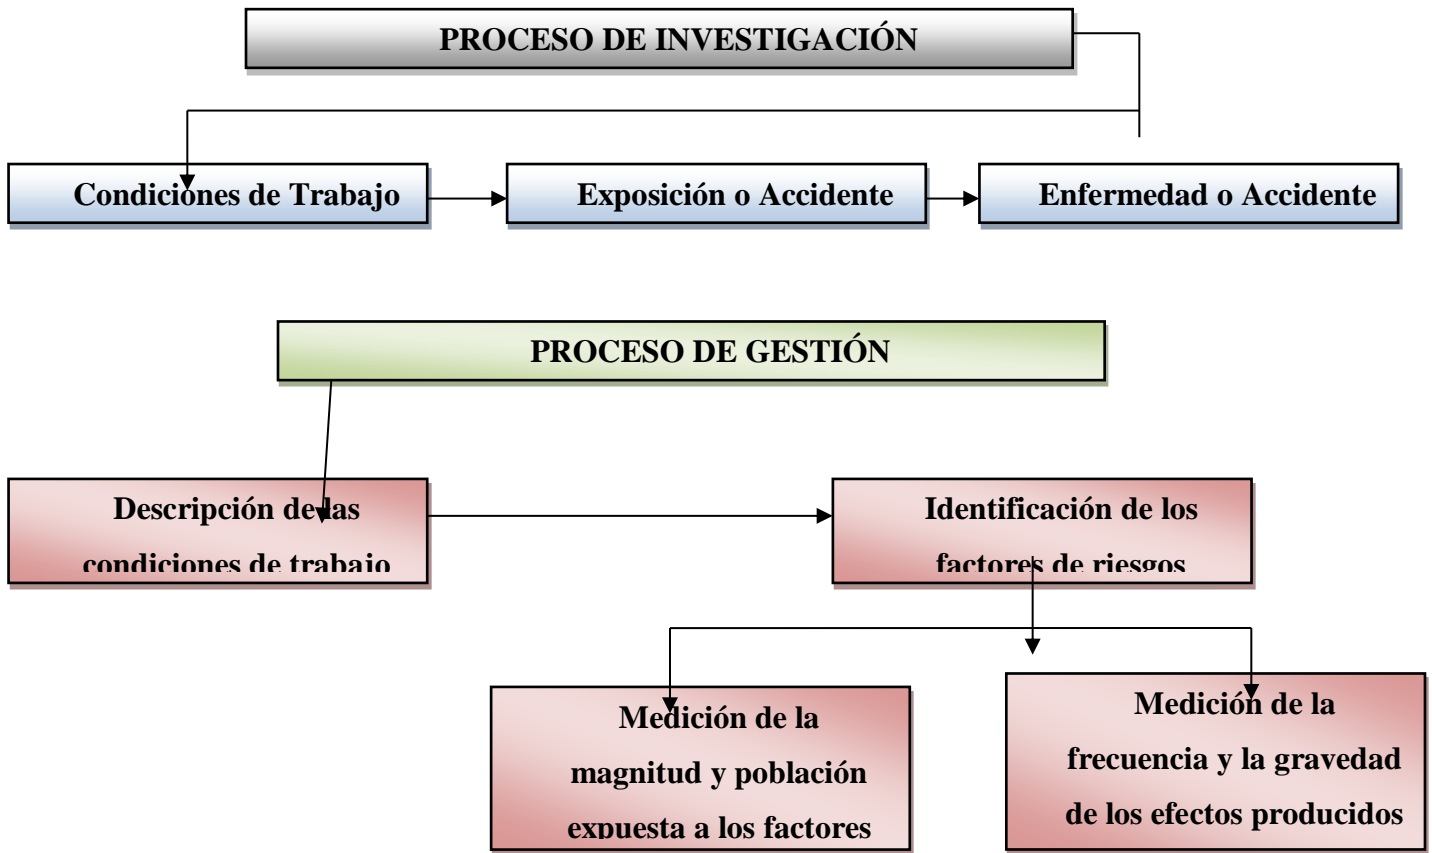 PROCESO DE INVESTIGACIÓN
Condiciones de Trabajo
Exposición o Accidente
Enfermedad o Accidente
PROCESO DE GESTIÓN
Descripción de las
condiciones de trabajo
Identificación de los
factores de riesgos
Medición de la
magnitud y población
expuesta a los factores
Medición de la
frecuencia y la gravedad
de los efectos producidos